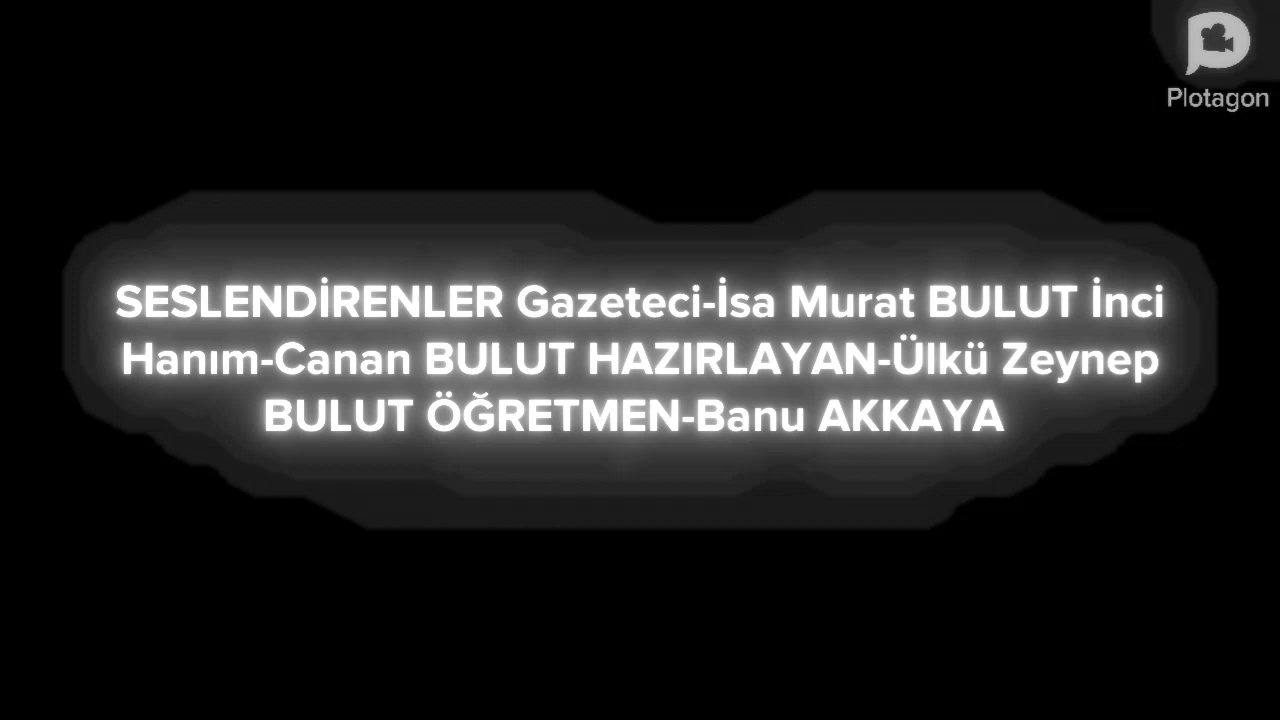 Plotagon
SESLENDİRENLER Gazeteci-İsa Murat BULUT İnci
Hanım-Canan BULUT HAZIRLAYAN-Ülkü Zeynep
BULUT ÖĞRETMEN-Banu AKKAYA